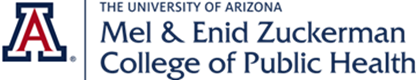 A®
THE UNIVERSITY OF ARIZONA
Mel & Enid Zuckerman
College of Public Health